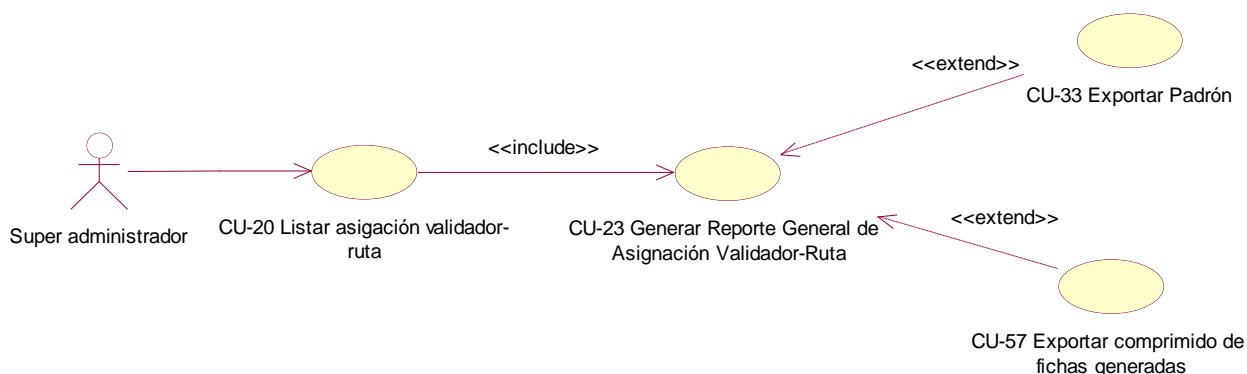 <<extend>>
CU-33 Exportar Padrón
<<include>>
Super administrador
CU-20 Listar asigación validador-
ruta
CU-23 Generar Reporte General de
Asignación Validador-Ruta
<<extend>>
CU-57 Exportar comprimido de
fichas generadas